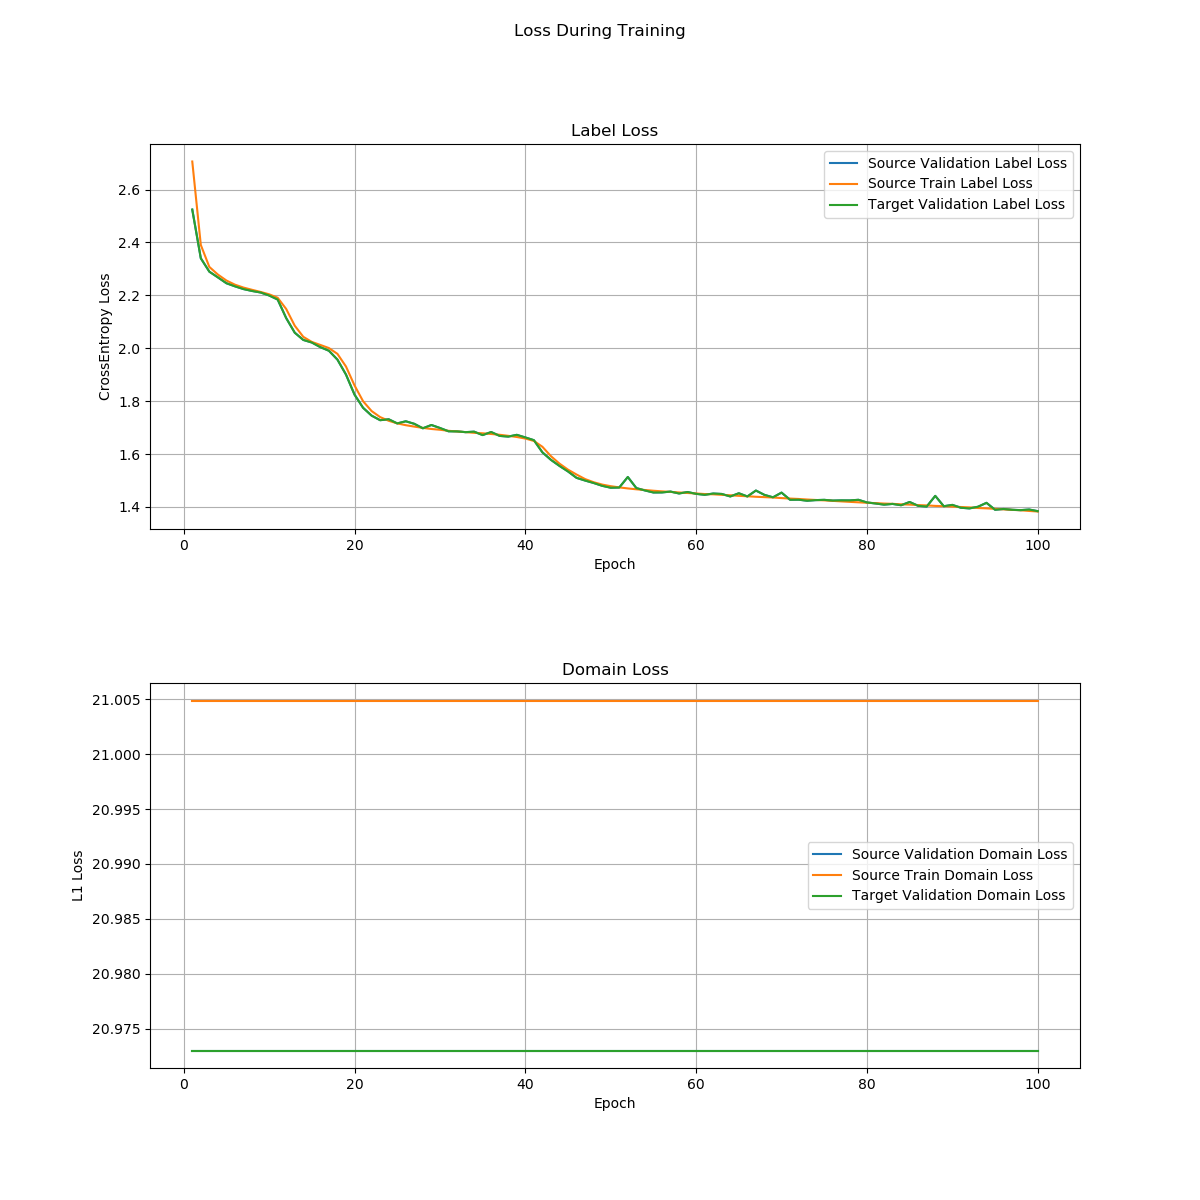 Loss During Training
Label Loss
Source Validation Label Loss
Source Train Label Loss
Target Validation Label Loss
CrossEntropy Loss
2.6
2.4
2.2
2.0
1.8
1.6
1.4
0 20 40 60 80 100
Epoch
Domain Loss
L1 Loss
21.005
21.000
20.995
20.990
20.985
20.980
20.975
Source Validation Domain Loss
Source Train Domain Loss
Target Validation Domain Loss
0 20 40 60 80 100
Epoch